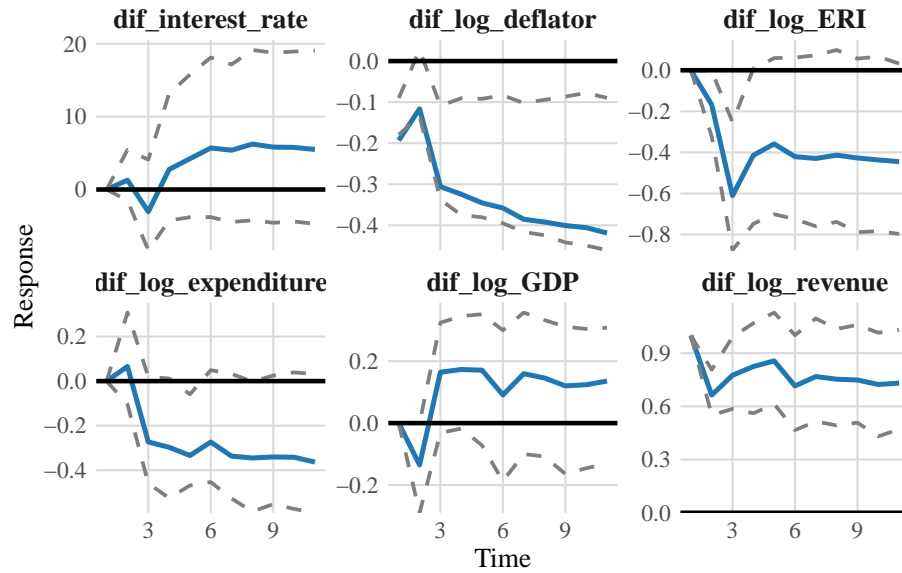 dif_interest_rate
dif_log_deflator
dif_log_ERI
20
10
0
0.0
−0.1
−0.2
−0.3
−0.4
0.0
−0.2
−0.4
−0.6
−0.8
Response
dif_log_expenditure
dif_log_GDP
dif_log_revenue
0.2
0.0
−0.2
−0.4
0.2
0.0
−0.2
0.9
0.6
0.3
0.0
3 6 9
3 6 9
3 6 9
Time